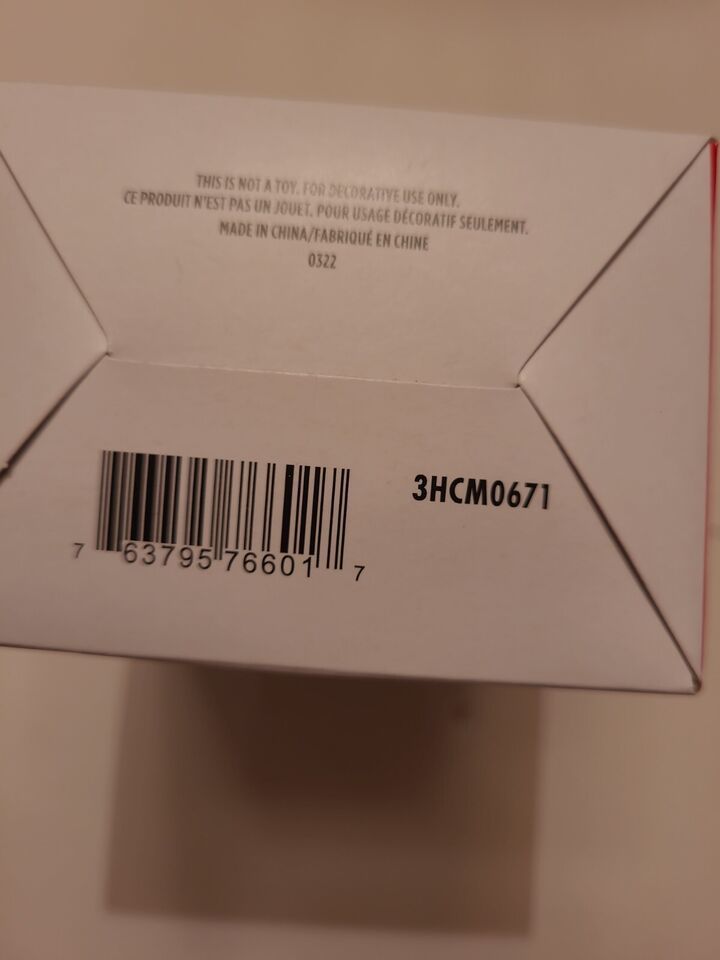 THIS IS NOT A TOY. FOR DECORATIVE USE ONLY.
CE PRODUIT N'EST PAS UN JOUET. POUR USAGE DÉCORATIF SEULEMENT.
MADE IN CHINA/FABRIQUÉ EN CHINE
0322
3HCM0671
7 63795 76601 7